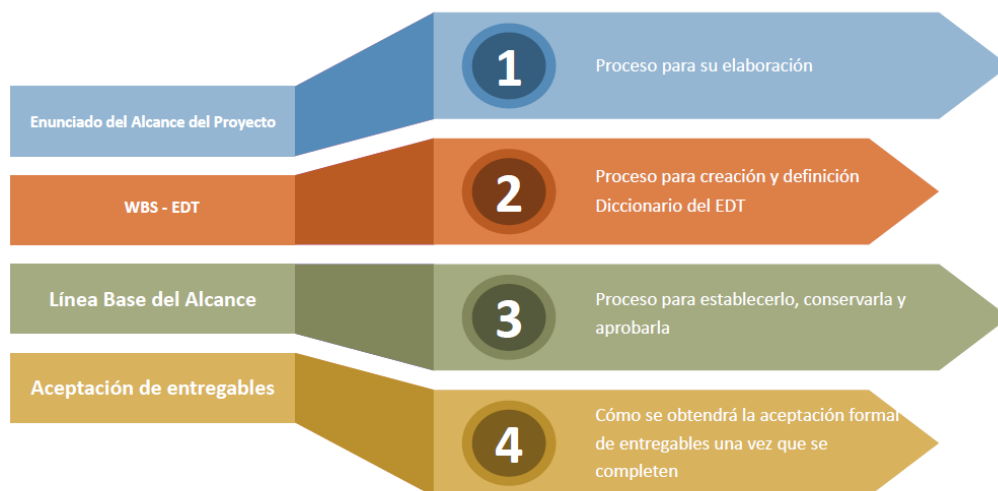 Enunciado del Alcance del Proyecto
1
Proceso para su elaboración
WBS - EDT
2
Proceso para creación y definición
Diccionario del EDT
Línea Base del Alcance
3
Proceso para establecerlo, conservarla y
aprobarla
Aceptación de entregables
4
Cómo se obtendrá la aceptación formal
de entregables una vez que se
completen